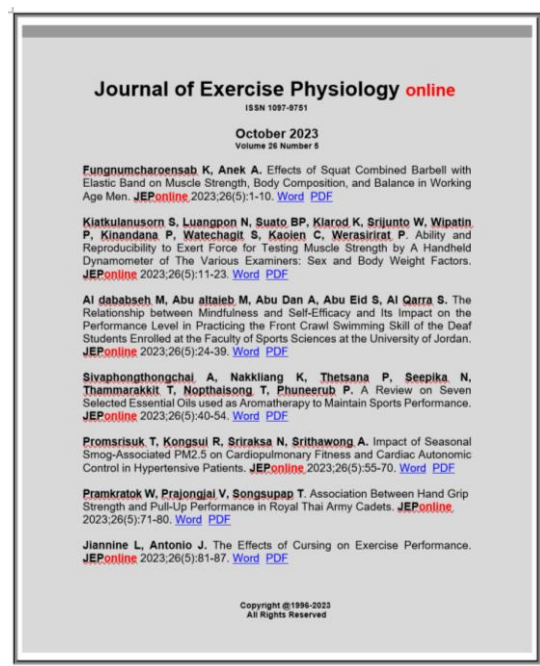 Journal of Exercise Physiology online
ISSN 1097-9751
October 2023
Volume 26 Number 5
Fungnumcharoensab K, Anek A. Effects of Squat Combined Barbell with
Elastic Band on Muscle Strength, Body Composition, and Balance in Working
Age Men. JEPonline 2023;26(5):1-10. Word PDF
Kiatkulanusorn S, Luangpon N, Suato BP, Klarod K, Srijunto W, Wipatin
P, Kinandana P, Watechagit S, Kaoien C, Werasirirat P. Ability and
Reproducibility to Exert Force for Testing Muscle Strength by A Handheld
Dynamometer of The Various Examiners: Sex and Body Weight Factors.
JEPonline 2023;26(5):11-23. Word PDF
Al dababseh M, Abu altaieb M, Abu Dan A, Abu Eid S, Al Qarra S. The
Relationship between Mindfulness and Self-Efficacy and Its Impact on the
Performance Level in Practicing the Front Crawl Swimming Skill of the Deaf
Students Enrolled at the Faculty of Sports Sciences at the University of Jordan.
JEPonline 2023;26(5):24-39. Word PDF
Sivaphongthongchai A, Nakkliang K, Thetsana P, Seepika N,
Thammarakkit T, Nopthaisong T, Phuneerub P. A Review on Seven
Selected Essential Oils used as Aromatherapy to Maintain Sports Performance.
JEPonline 2023;26(5):40-54. Word PDF
Promsrisuk T, Kongsui R, Sriraksa N, Srithawong A. Impact of Seasonal
Smog-Associated PM2.5 on Cardiopulmonary Fitness and Cardiac Autonomic
Control in Hypertensive Patients. JEPonline 2023;26(5):55-70. Word PDF
Pramkratok W, Prajongjai V, Songsupap T. Association Between Hand Grip
Strength and Pull-Up Performance in Royal Thai Army Cadets. JEPonline
2023;26(5):71-80. Word PDF
Jiannine L, Antonio J. The Effects of Cursing on Exercise Performance.
JEPonline 2023;26(5):81-87. Word PDF
Copyright @1996-2023
All Rights Reserved